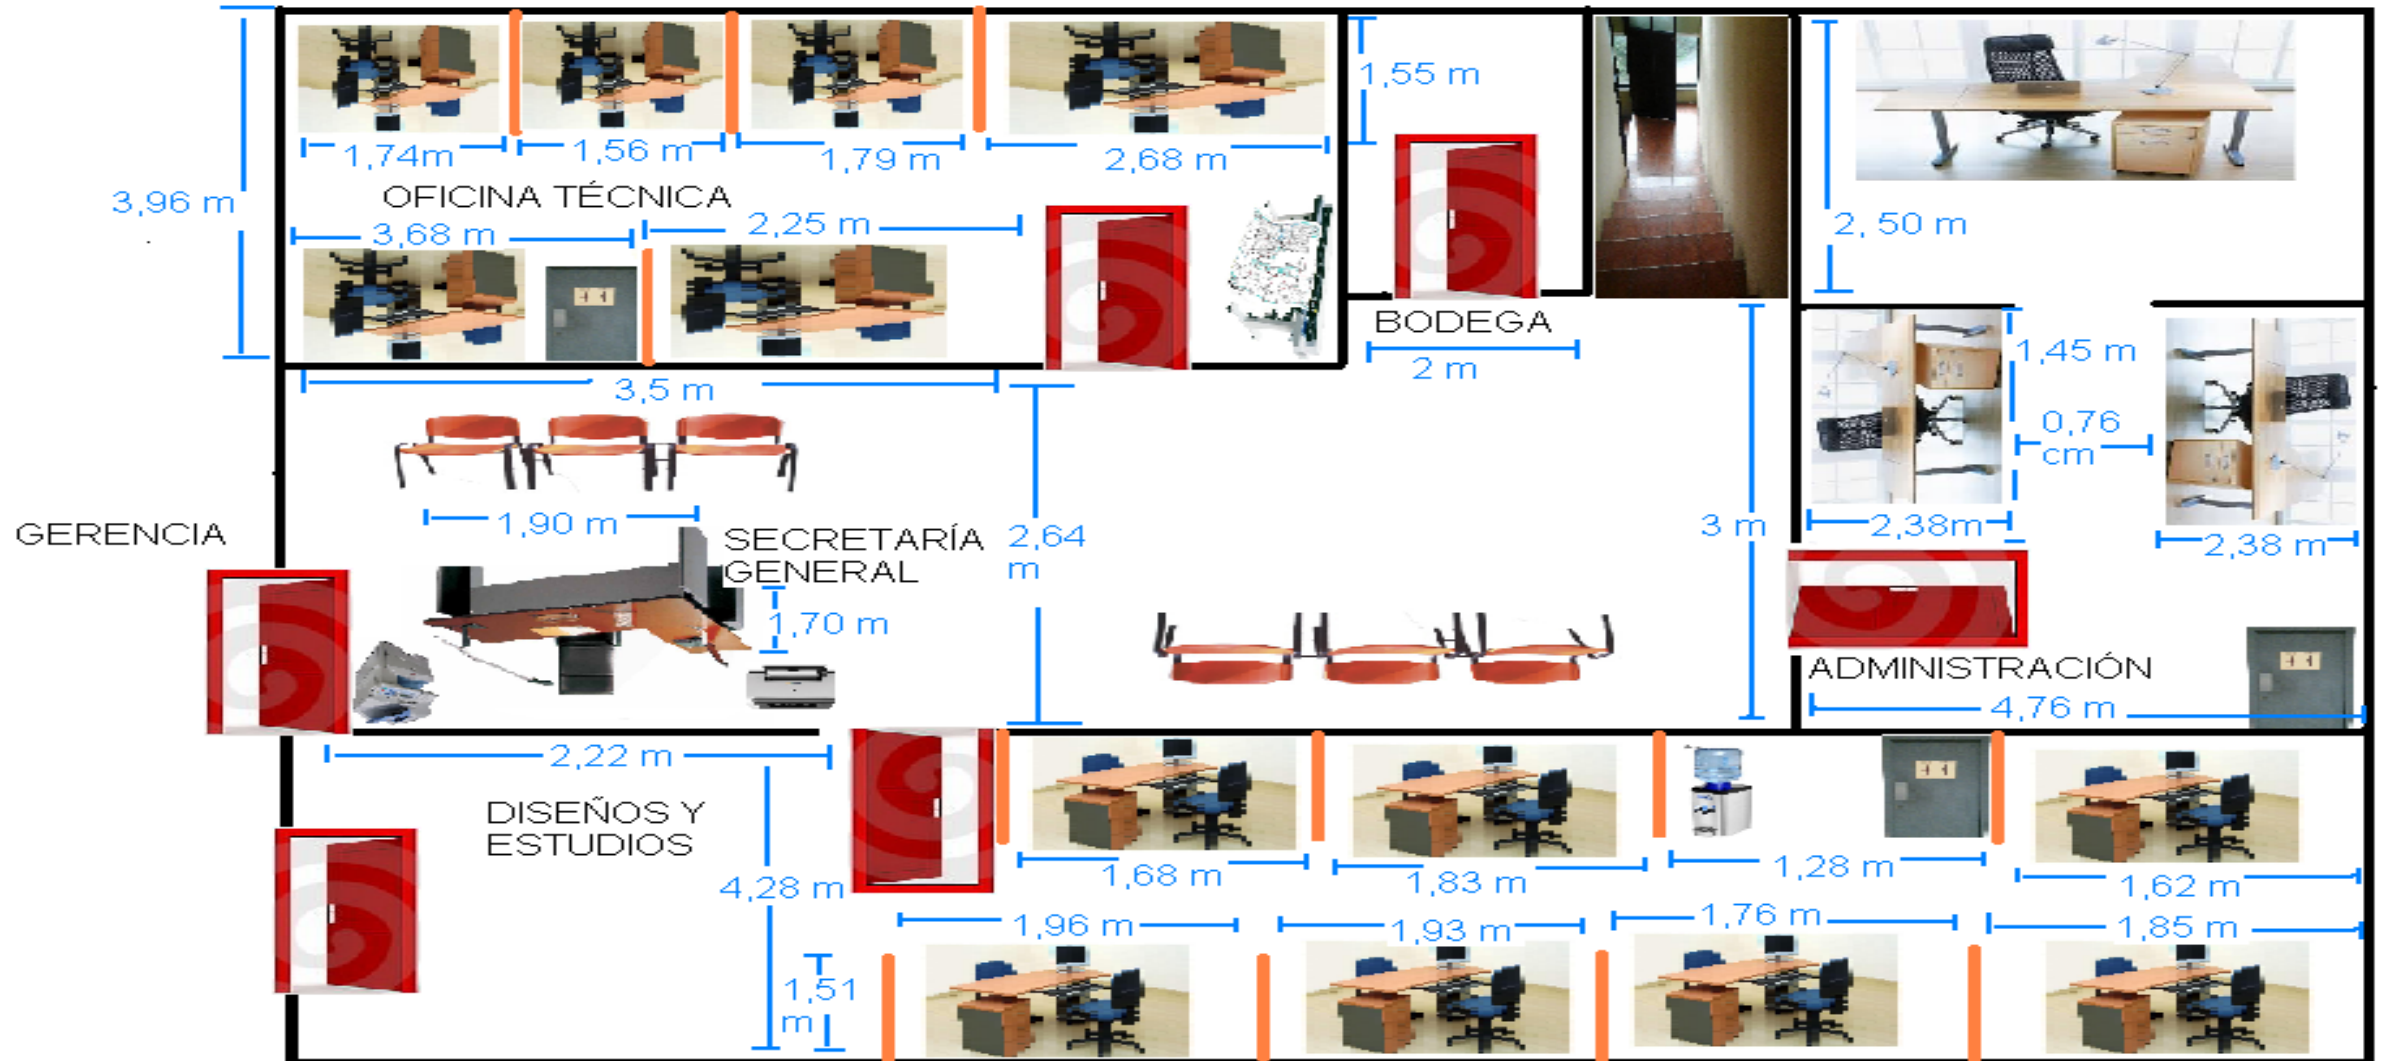 1,55 m
1,74m
1,56 m
1,79 m
2,68 m
3,96 m
OFICINA TÉCNICA
3,68 m
2,25 m
2, 50 m
BODEGA
2 m
1,45 m
3,5 m
0,76
cm
1,90 m
GERENCIA
SECRETARÍA
GENERAL
2,64
m
3 m
2,38m
2,38 m
1,70 m
ADMINISTRACIÓN
4,76 m
2,22 m
DISEÑOS Y
ESTUDIOS
4,28 m
1,68 m
1,83 m
1,28 m
1,62 m
1,96 m
1,93 m
1,76 m
1,85 m
1,51
m